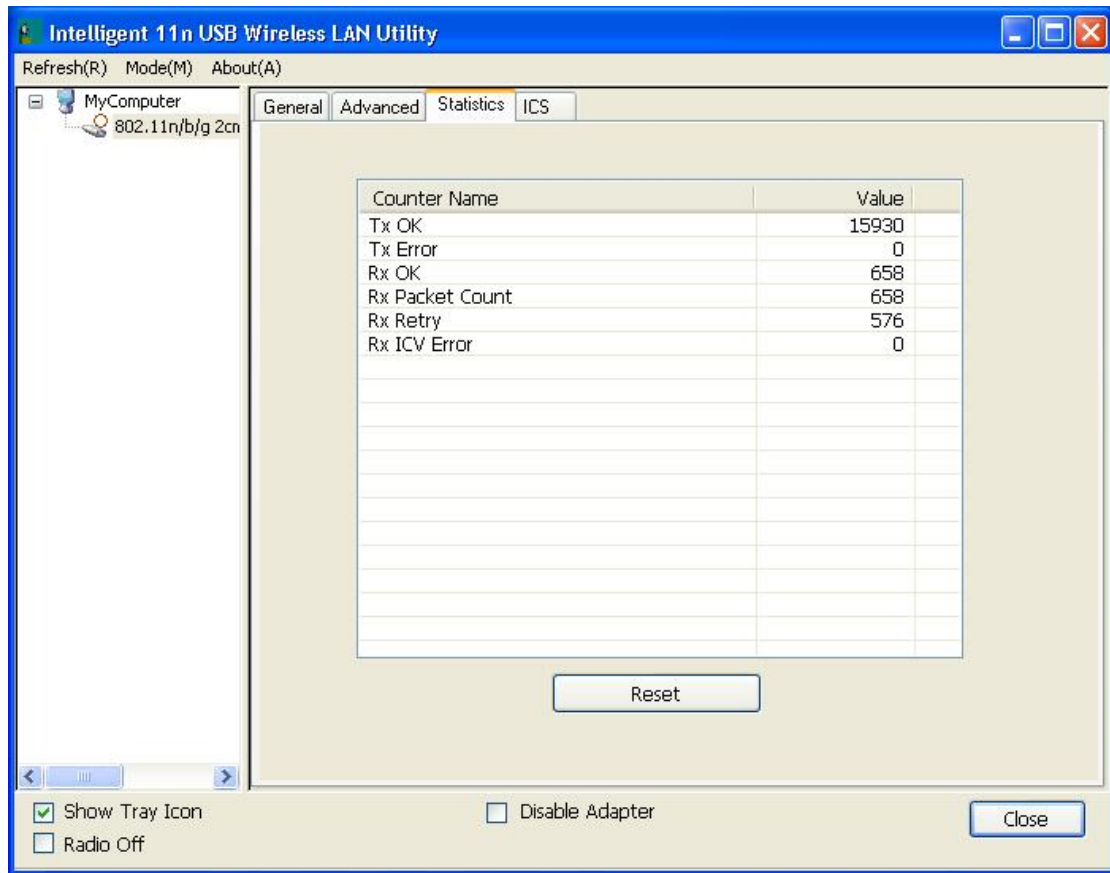 Intelligent 11n USB Wireless LAN Utility
Refresh(R) Mode(M) About(A)
MyComputer
802.11n/b/g 2cn
General Advanced Statistics ICS
Counter Name Value
Tx OK 15930
Tx Error 0
Rx OK 658
Rx Packet Count 658
Rx Retry 576
Rx ICV Error 0
Reset
Show Tray Icon
Disable Adapter
Radio Off
Close